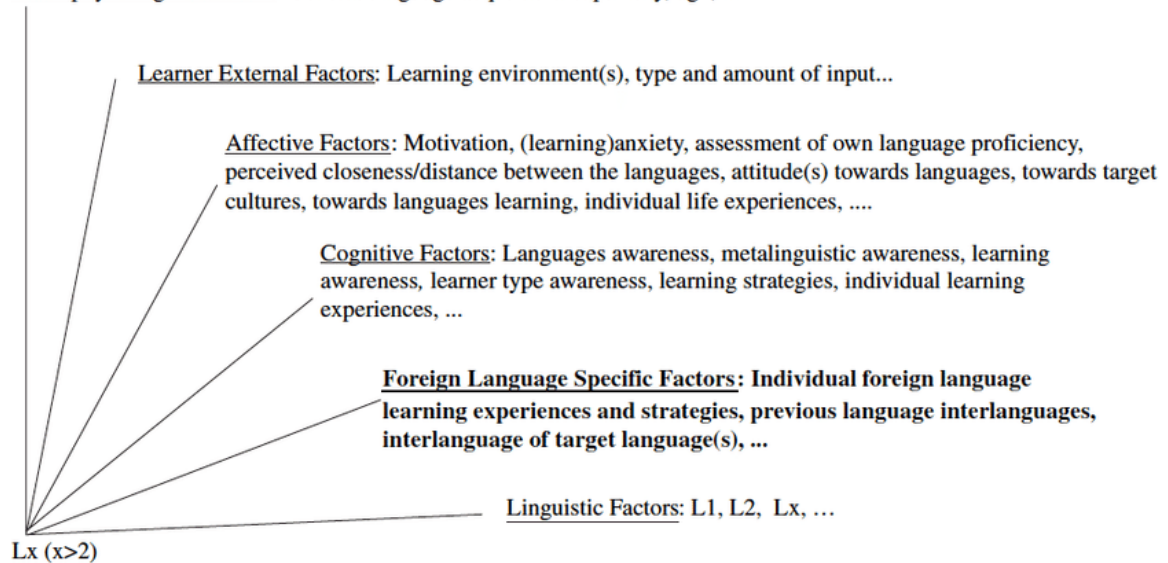 Learner External Factors: Learning environment(s), type and amount of input...
Affective Factors: Motivation, (learning)anxiety, assessment of own language proficiency,
perceived closeness/distance between the languages, attitude(s) towards languages, towards target
cultures, towards languages learning, individual life experiences, ....
Cognitive Factors: Languages awareness, metalinguistic awareness, learning
awareness, learner type awareness, learning strategies, individual learning
experiences, ...
Foreign Language Specific Factors: Individual foreign language
learning experiences and strategies, previous language interlanguages,
interlanguage of target language(s), ...
Linguistic Factors: L1, L2, Lx, …
Lx (x>2)